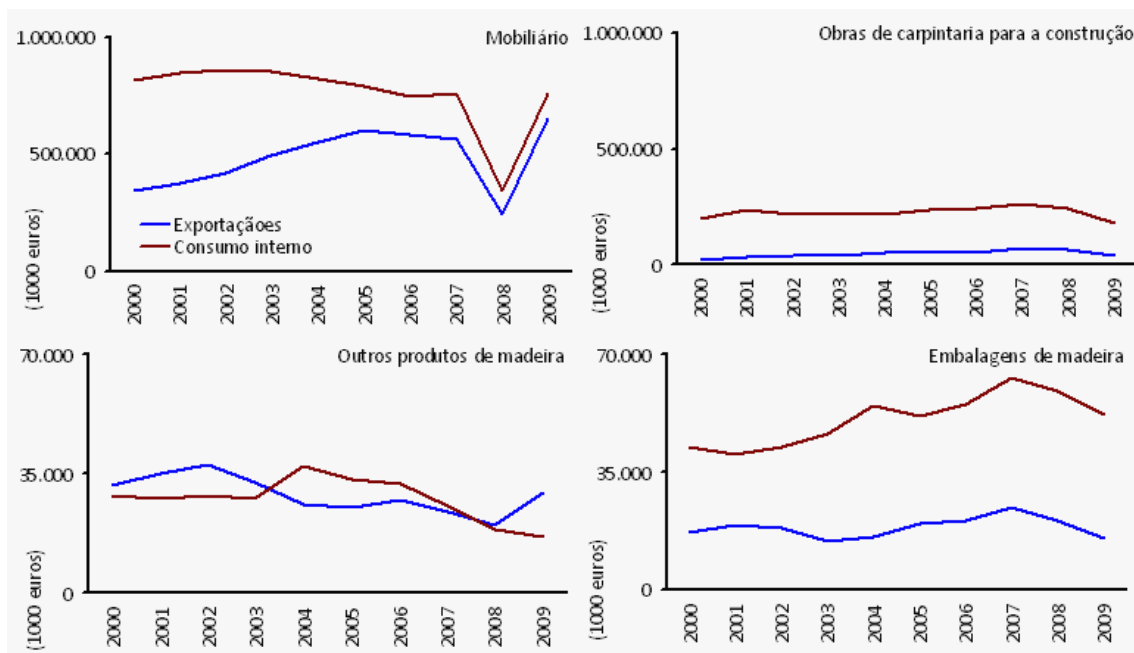 Mobiliário
1.000.000
500.000
0
(1000 euros)
Exportaçãoes
Consumo interno
2000 2001 2002 2003 2004 2005 2006 2007 2008 2009
Obras de carpintaria para a construção
1.000.000
500.000
0
(1000 euros)
2000 2001 2002 2003 2004 2005 2006 2007 2008 2009
Outros produtos de madeira
70.000
35.000
0
(1000 euros)
2000 2001 2002 2003 2004 2005 2006 2007 2008 2009
Embalagens de madeira
70.000
35.000
0
(1000 euros)
2000 2001 2002 2003 2004 2005 2006 2007 2008 2009